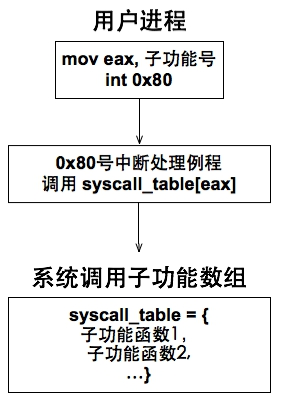 用户进程
mov eax, 子功能号
int 0x80
0x80号中断处理例程
调用 syscall_table[eax]
系统调用子功能数组
syscall_table = {
子功能函数1,
子功能函数2,
...}